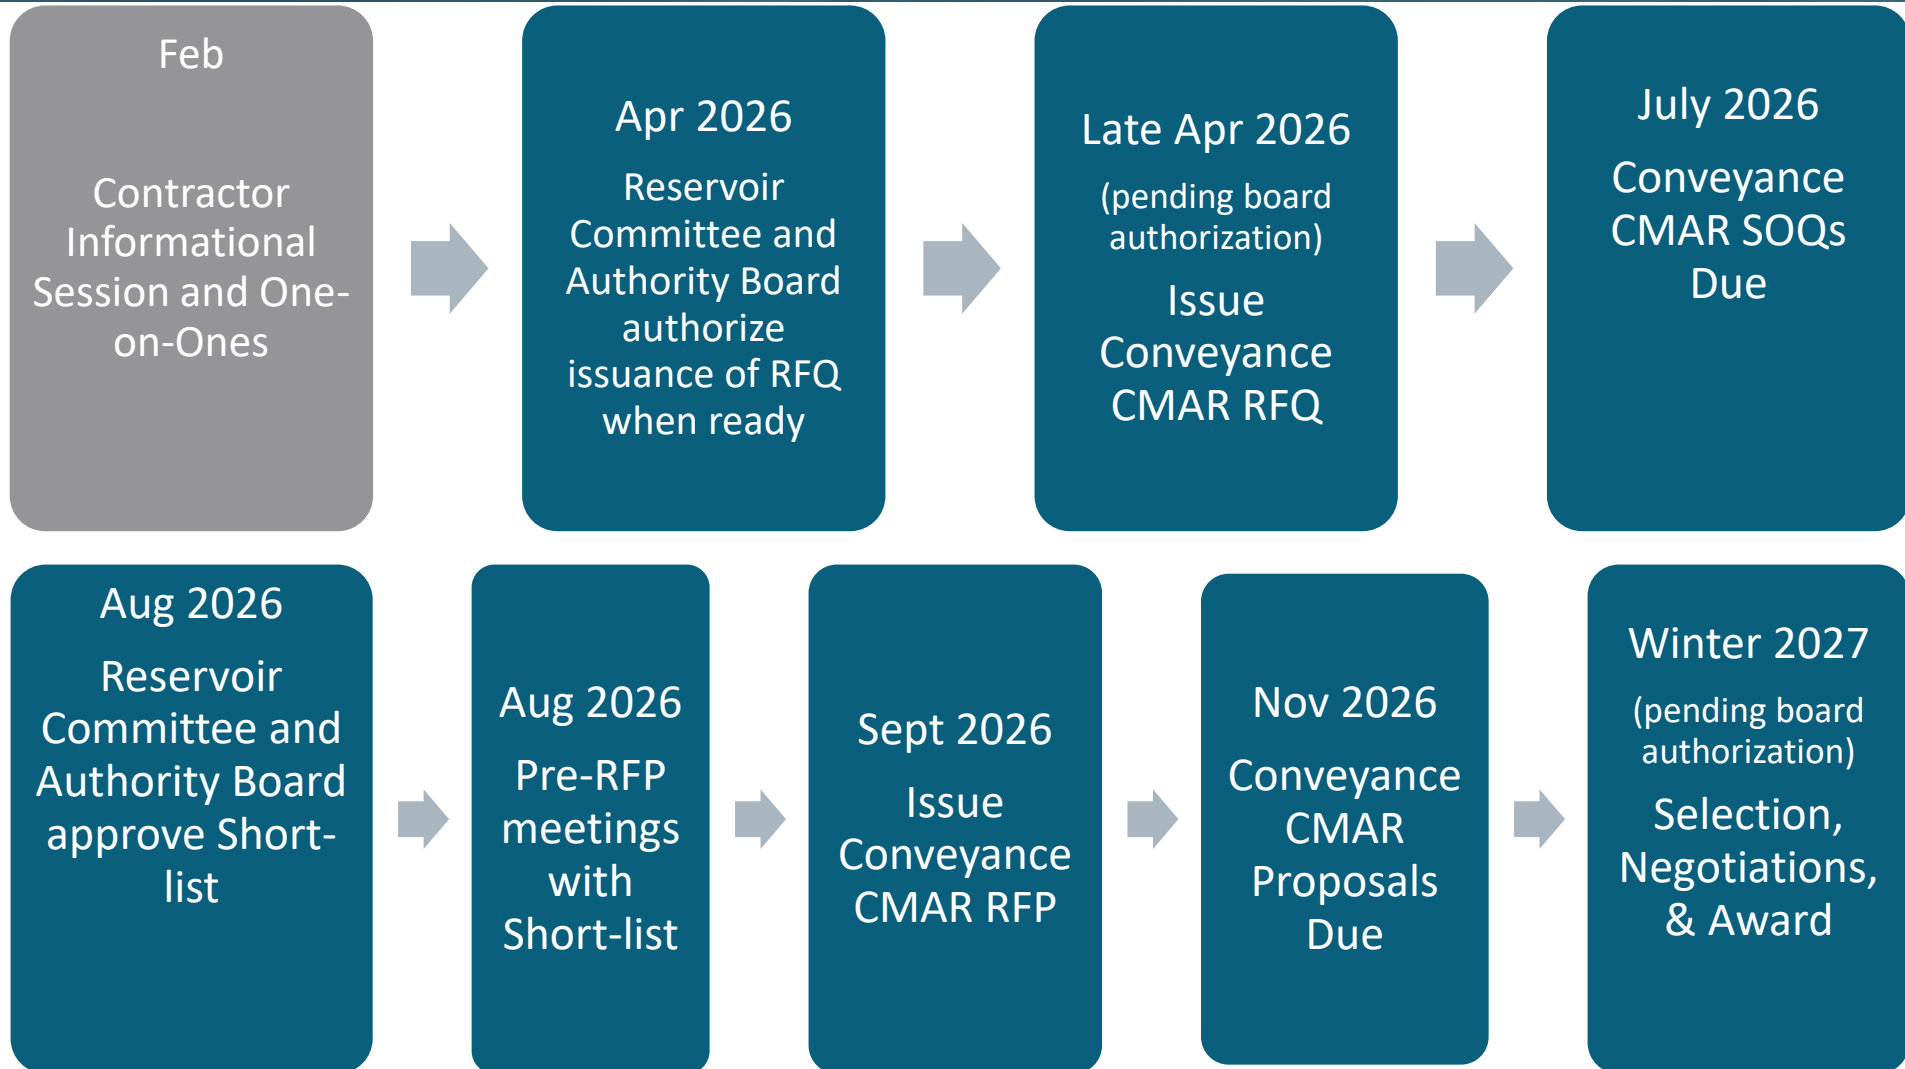 Feb
Contractor
Informational
Session and One-
on-Ones
Apr 2026
Reservoir
Committee and
Authority Board
authorize
issuance of RFQ
when ready
Late Apr 2026
(pending board
authorization)
Issue
Conveyance
CMAR RFQ
July 2026
Conveyance
CMAR SOQs
Due
Aug 2026
Reservoir
Committee and
Authority Board
approve Short-
list
Aug 2026
Pre-RFP
meetings
with
Short-list
Sept 2026
Issue
Conveyance
CMAR RFP
Nov 2026
Conveyance
CMAR
Proposals
Due
Winter 2027
(pending board
authorization)
Selection,
Negotiations,
& Award